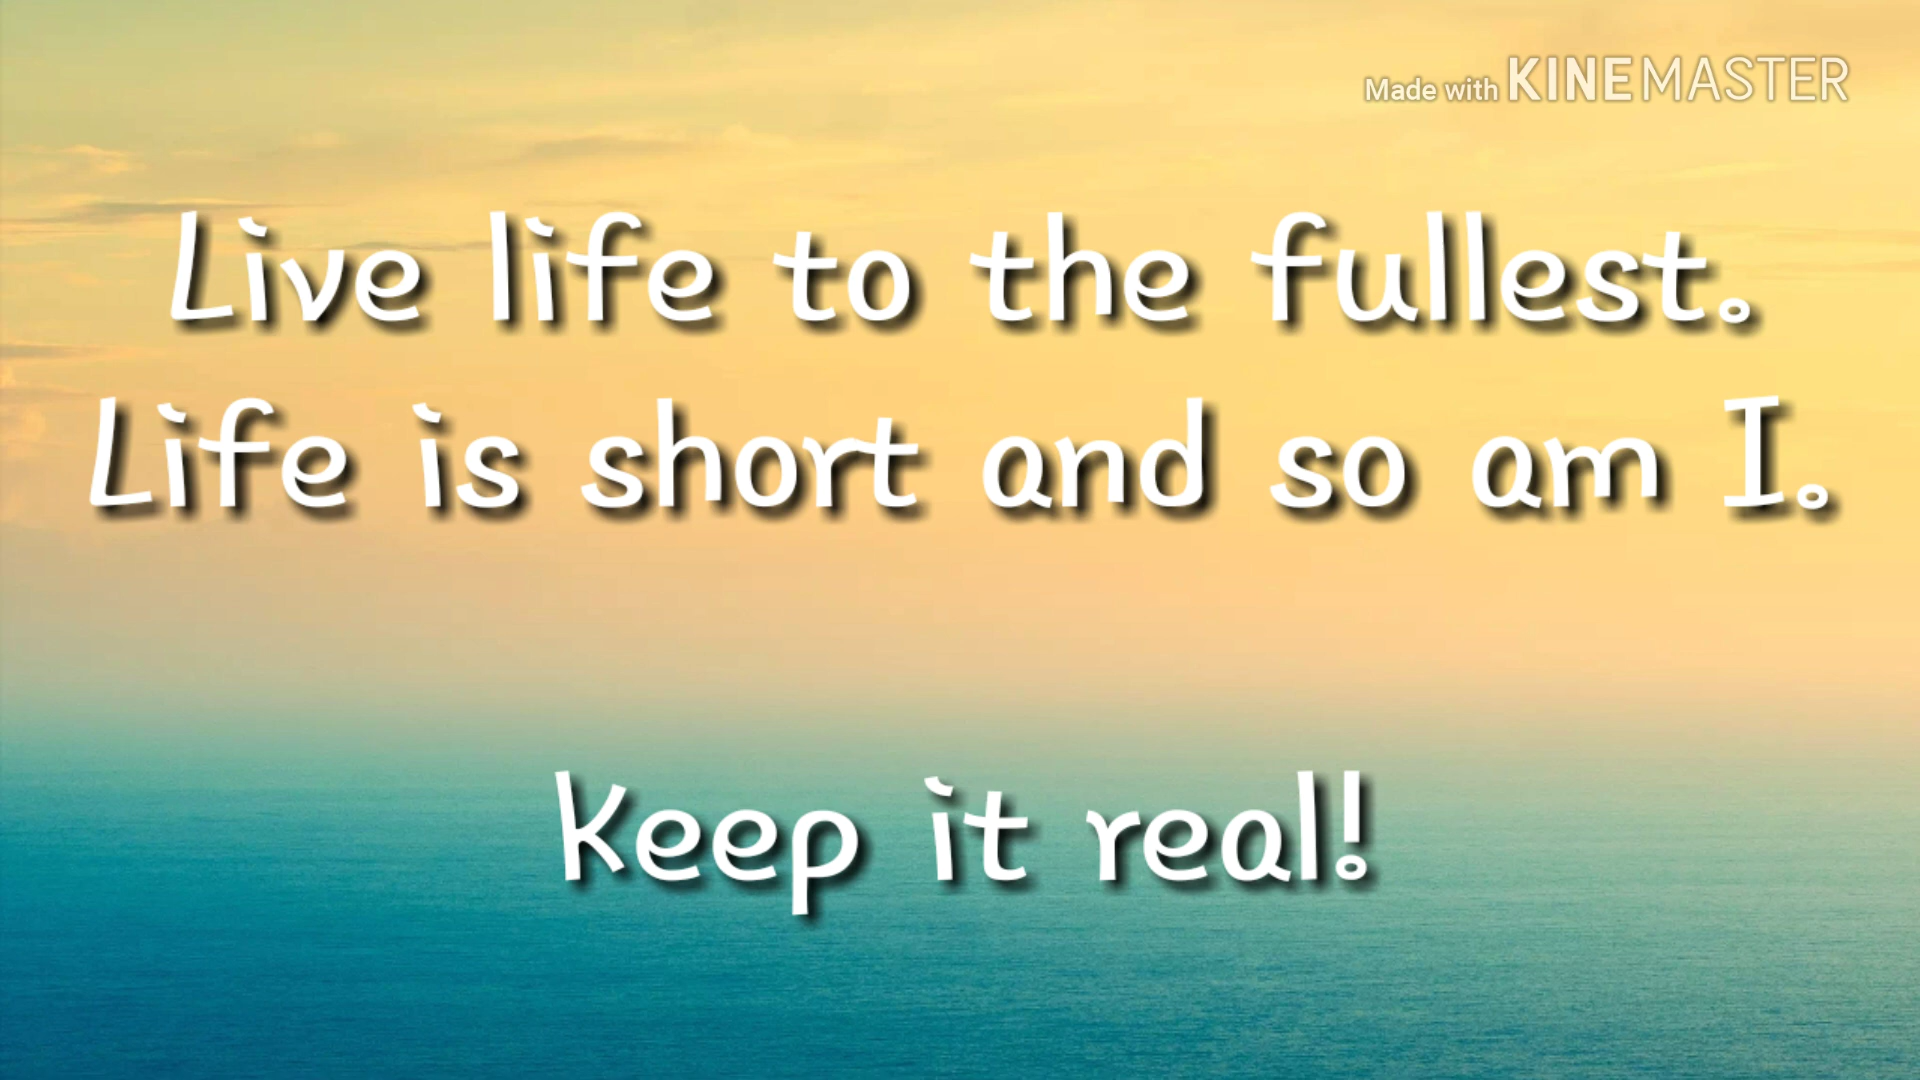 Made with KINEMASTER
Live life to the fullest.
Life is short and so am I.
Keep it real!